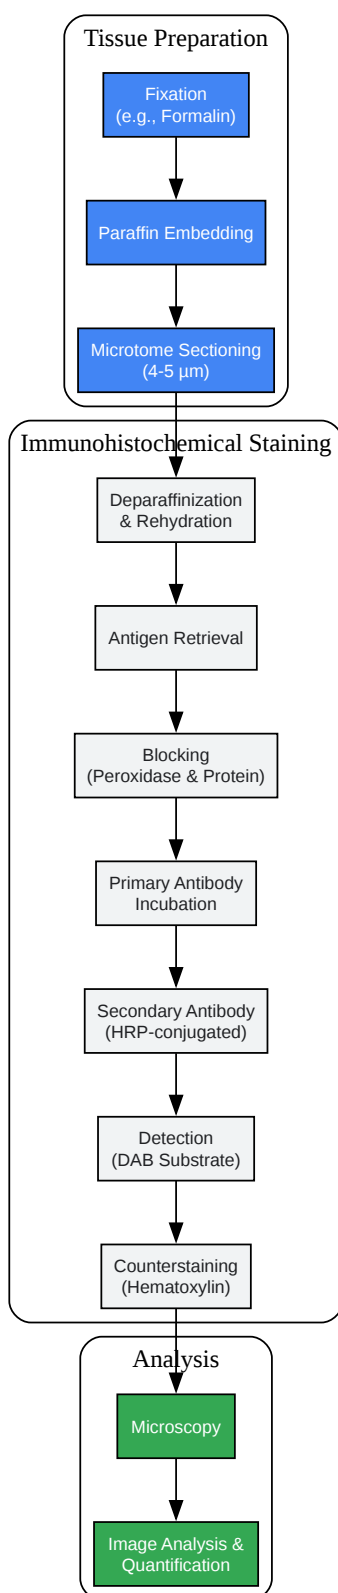 Tissue Preparation
Fixation
(e.g., Formalin)
Paraffin Embedding
Microtome Sectioning
(4-5 µm)
Immunohistochemical Staining
Deparaffinization
& Rehydration
Antigen Retrieval
Blocking
(Peroxidase & Protein)
Primary Antibody
Incubation
Secondary Antibody
(HRP-conjugated)
Detection
(DAB Substrate)
Counterstaining
(Hematoxylin)
Analysis
Microscopy
Image Analysis &
Quantification